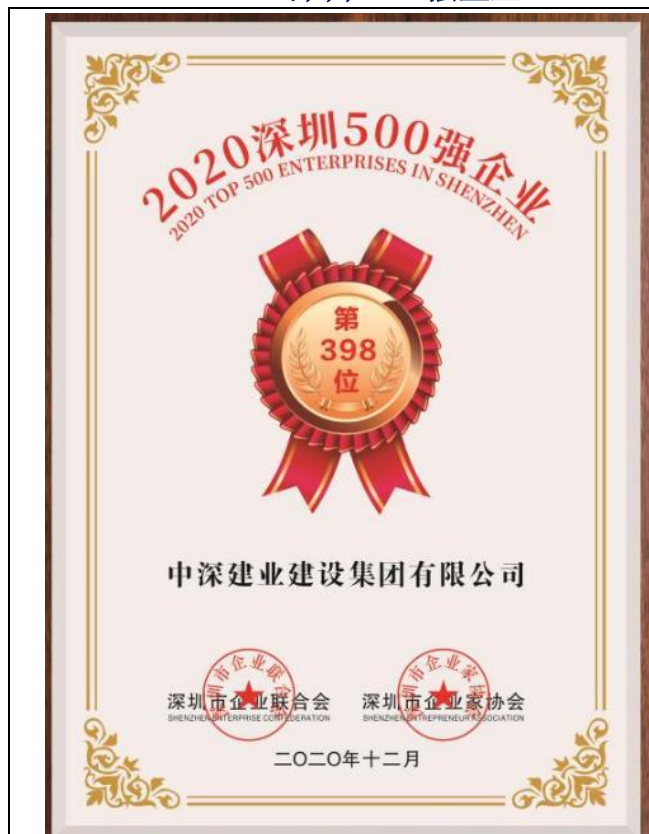 2020深圳500强企业
2020 TOP 500 ENTERPRISES IN SHENZHEN
第
398
位
中深建业建设集团有限公司
深圳市企业联合会
SHENZHEN ENTERPRISE CONFEDERATION
深圳市企业家协会
SHENZHEN ENTREPRENEUR ASSOCIATION
二〇二〇年十二月